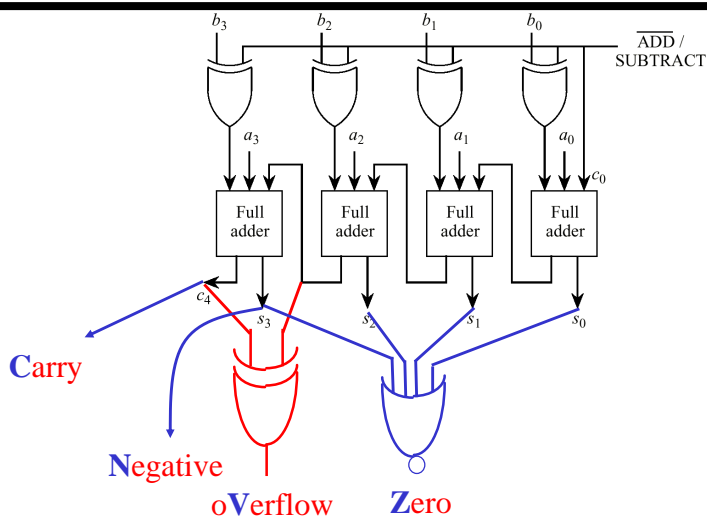 b3 b2 b1 b0
ADD /
SUBTRACT
a3 a2 a1 a0
c0
Full adder
Full adder
Full adder
Full adder
c4
s3 s2 s1 s0
Carry
Negative
oVerflow
Zero